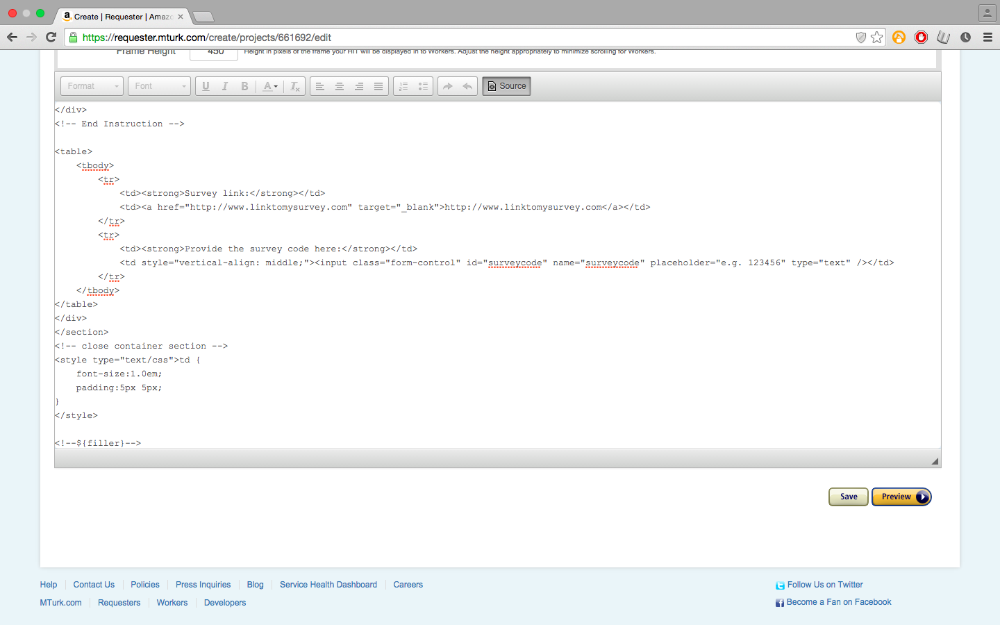 Create | Requester | Amaz
https://requester.mturk.com/create/projects/661692/edit
Frame Height 450 Height in pixels of the frame your HIT will be displayed in to Workers. Adjust the height appropriately to minimize scrolling for Workers.
Format Font U I B A Tx Source
</div>
<!-- End Instruction -->
<table>
<tbody>
<tr>
<td><strong>Survey link:</strong></td>
<td><a href="http://www.linktomysurvey.com" target="_blank">http://www.linktomysurvey.com</a></td>
</tr>
<tr>
<td><strong>Provide the survey code here:</strong></td>
<td style="vertical-align: middle;"><input class="form-control" id="surveycode" name="surveycode" placeholder="e.g. 123456" type="text" /></td>
</tr>
</tbody>
</table>
</div>
</section>
<!-- close container section -->
<style type="text/css">td {
font-size:1.0em;
padding:5px 5px;
}
</style>
<!--${filler}-->
Save Preview
Help Contact Us Policies Press Inquiries Blog Service Health Dashboard Careers Follow Us on Twitter
MTurk.com Requesters Workers Developers Become a Fan on Facebook